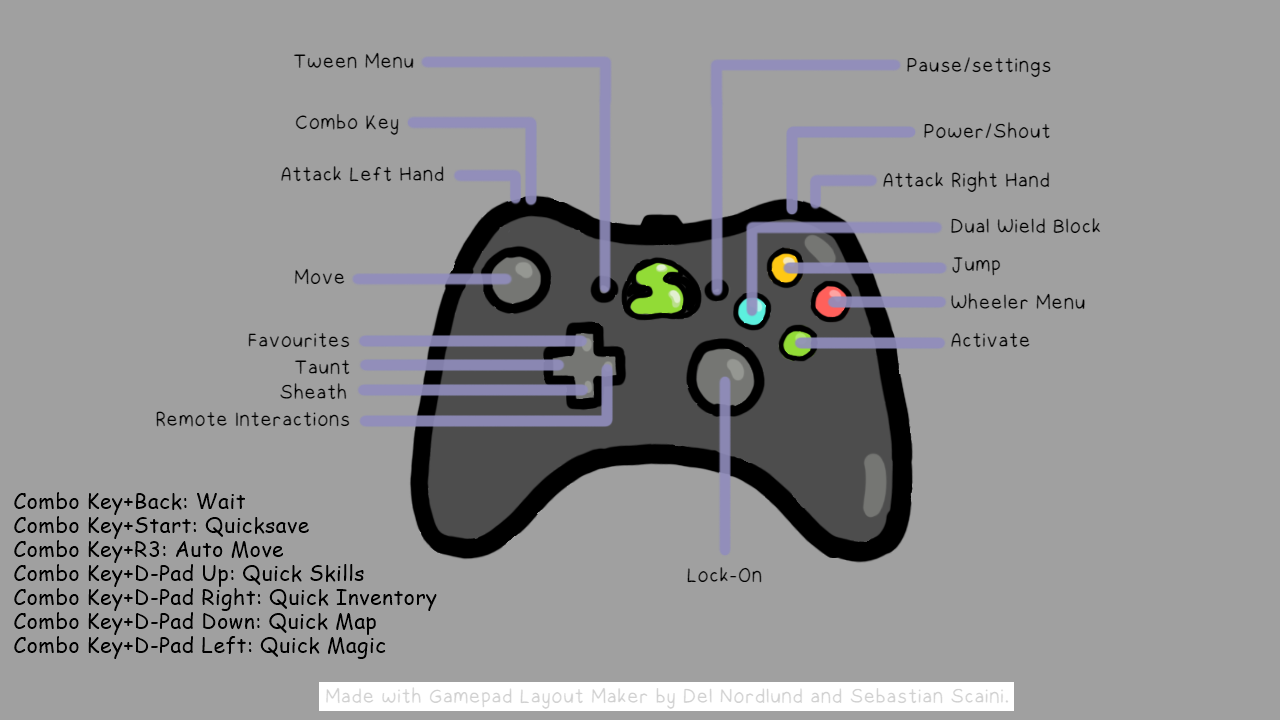 Tween Menu
Pause/settings
Combo Key
Power/Shout
Attack Left Hand
Attack Right Hand
Dual Wield Block
Jump
Move
Wheeler Menu
Favourites
Activate
Taunt
Sheath
Remote Interactions
Combo Key+Back: Wait
Combo Key+Start: Quicksave
Combo Key+R3: Auto Move
Combo Key+D-Pad Up: Quick Skills
Combo Key+D-Pad Right: Quick Inventory
Combo Key+D-Pad Down: Quick Map
Combo Key+D-Pad Left: Quick Magic
Lock-On
Made with Gamepad Layout Maker by Del Nordlund and Sebastian Scaini.